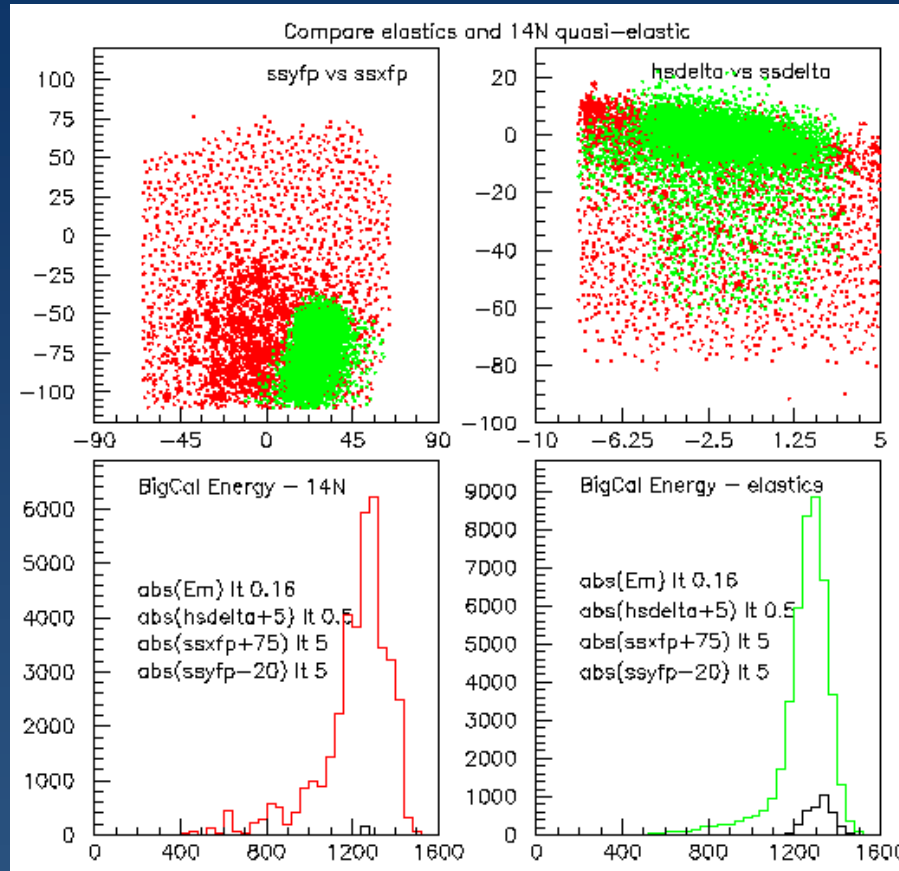 Compare elastics and 14N quasi-elastic
ssyfp vs ssxfp
100
75
50
25
0
-25
-50
-75
-100
-90 -45 0 45 90
hsdelta vs ssdelta
20
0
-20
-40
-60
-80
-100
-10 -6.25 -2.5 1.25 5
BigCal Energy - 14N
abs(Em) lt 0.16
abs(hsdelta+5) lt 0.5
abs(ssxfp+75) lt 5
abs(ssyfp-20) lt 5
6000
5000
4000
3000
2000
1000
0
0 400 800 1200 1600
BigCal Energy - elastics
abs(Em) lt 0.16
abs(hsdelta+5) lt 0.5
abs(ssxfp+75) lt 5
abs(ssyfp-20) lt 5
9000
8000
7000
6000
5000
4000
3000
2000
1000
0
0 400 800 1200 1600